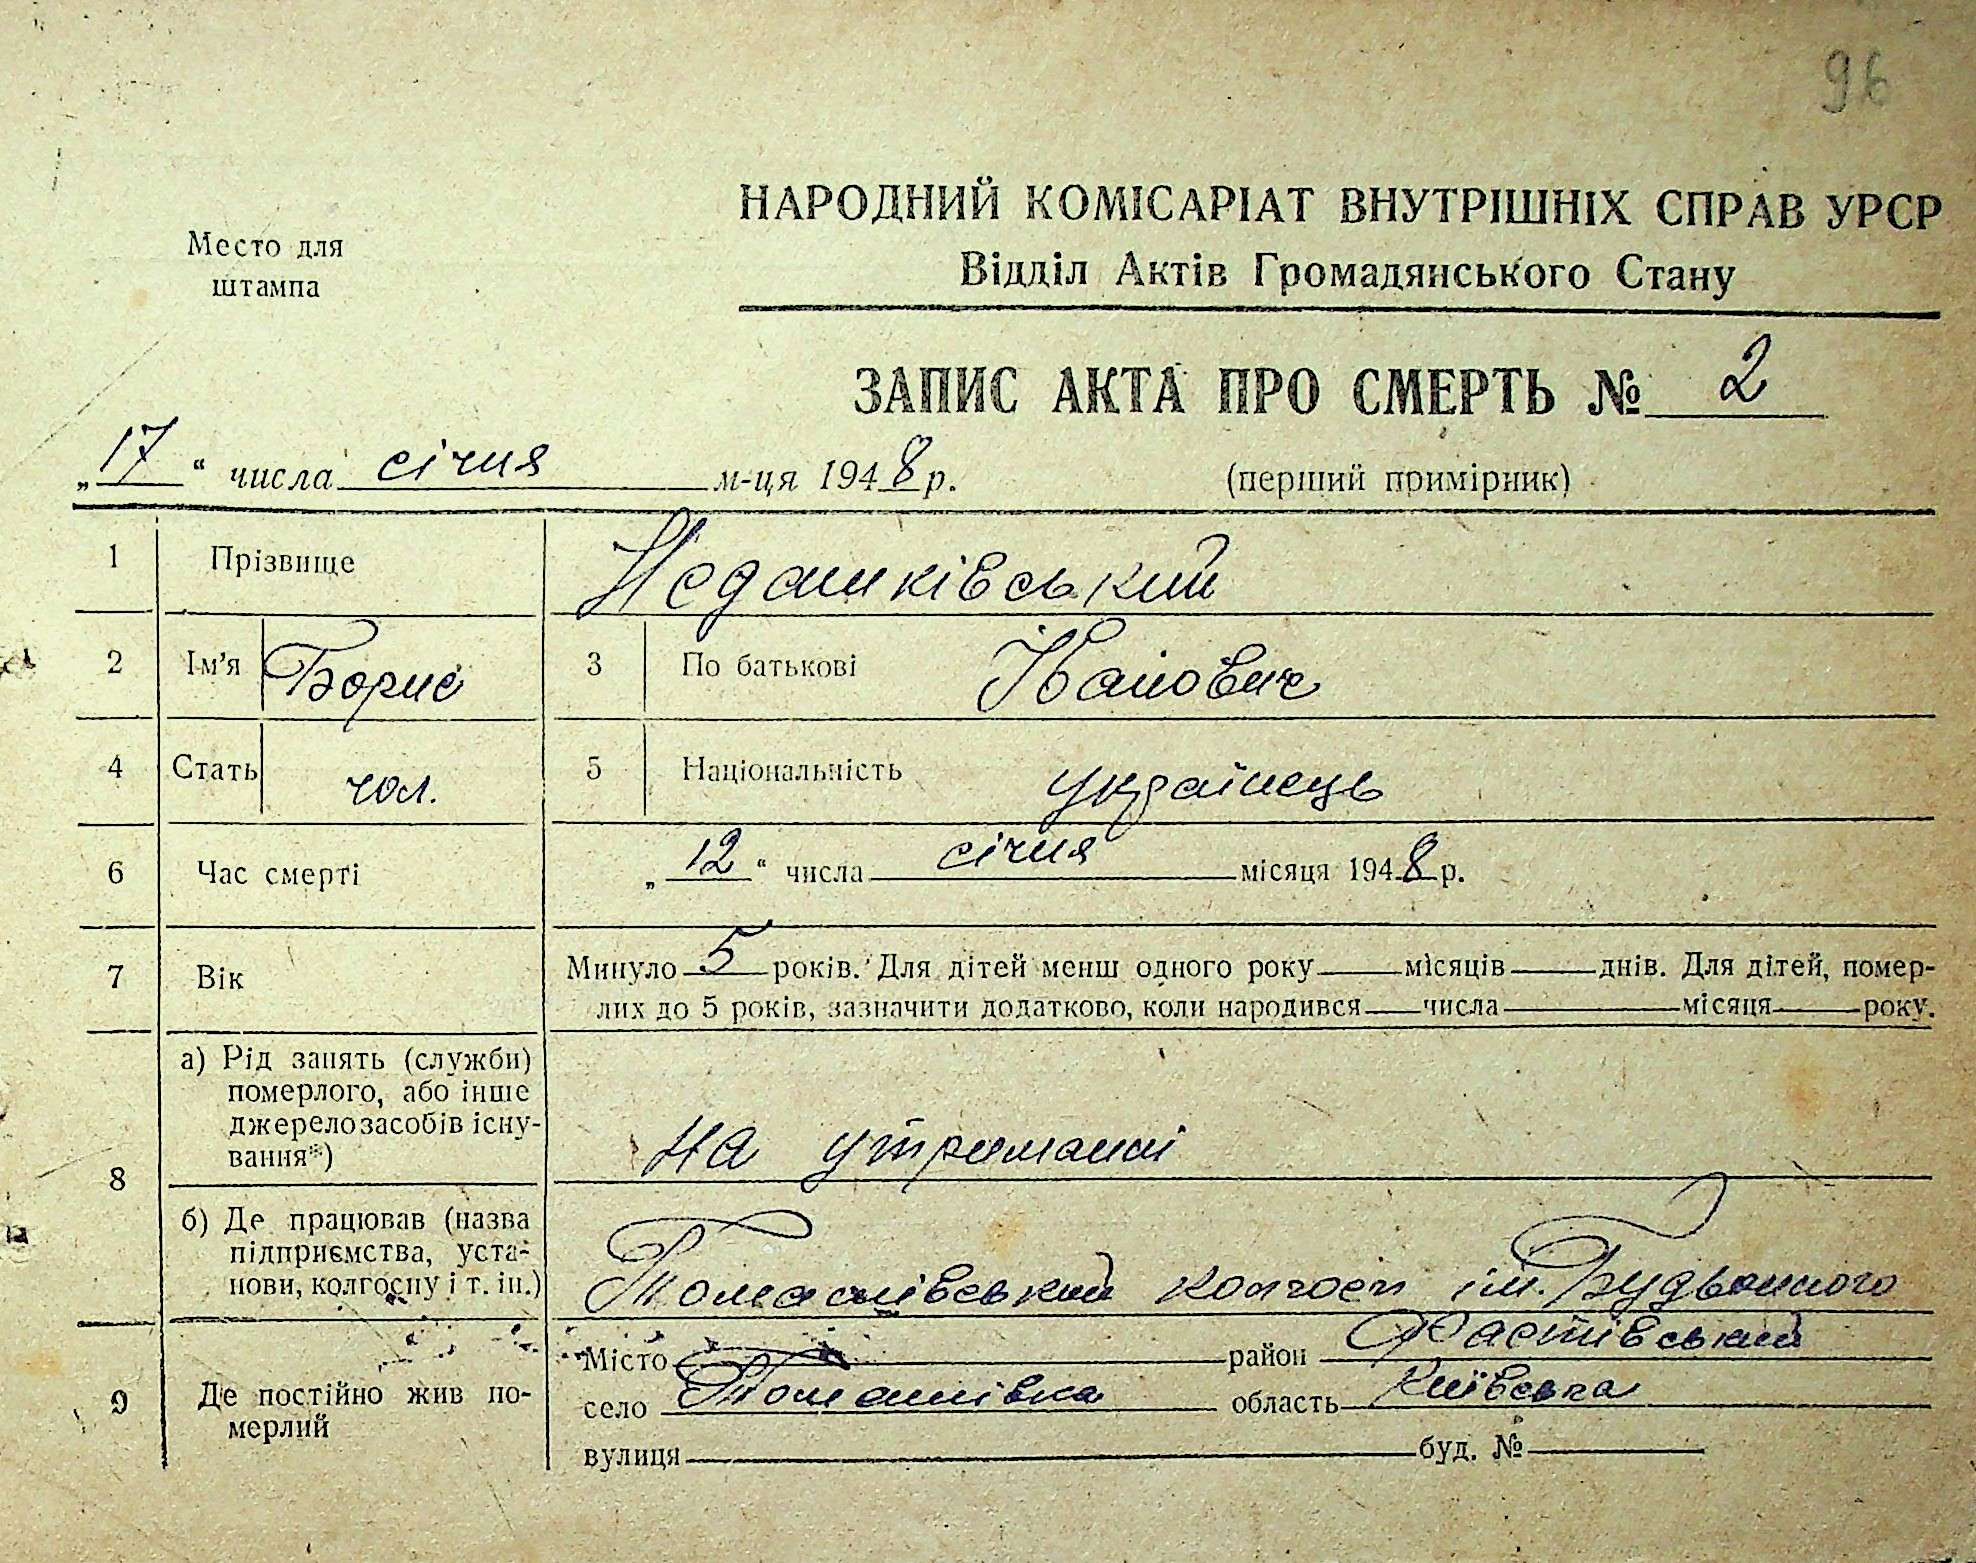 96
НАРОДНИЙ КОМІСАРІАТ ВНУТРІШНІХ СПРАВ УРСР
Место для
штампа
Відділ Актів Громадянського Стану
ЗАПИС АКТА ПРО СМЕРТЬ № 2
„17“ числа січня м-ця 1948 р.
(перший примірник)
1 Прізвище Недашківський
2 Ім’я Борис 3 По батькові Іванович
4 Стать чол. 5 Національність українець
6 Час смерті „12“ числа січня місяця 1948 р.
7 Вік Минуло 5 років. Для дітей менш одного року місяців днів. Для дітей, помер-
лих до 5 років, зазначити додатково, коли народився числа місяця року.
8 а) Рід занять (служби)
померлого, або інше
джерело засобів існу-
вання*)
на утриманні
б) Де працював (назва
підприємства, уста-
нови, колгоспу і т. ін.)
Томашівський колгосп ім. Будьонного
9 Де постійно жив по-
мерлий
Місто район Фастівський
село Томашівка область Київська
вулиця буд. №